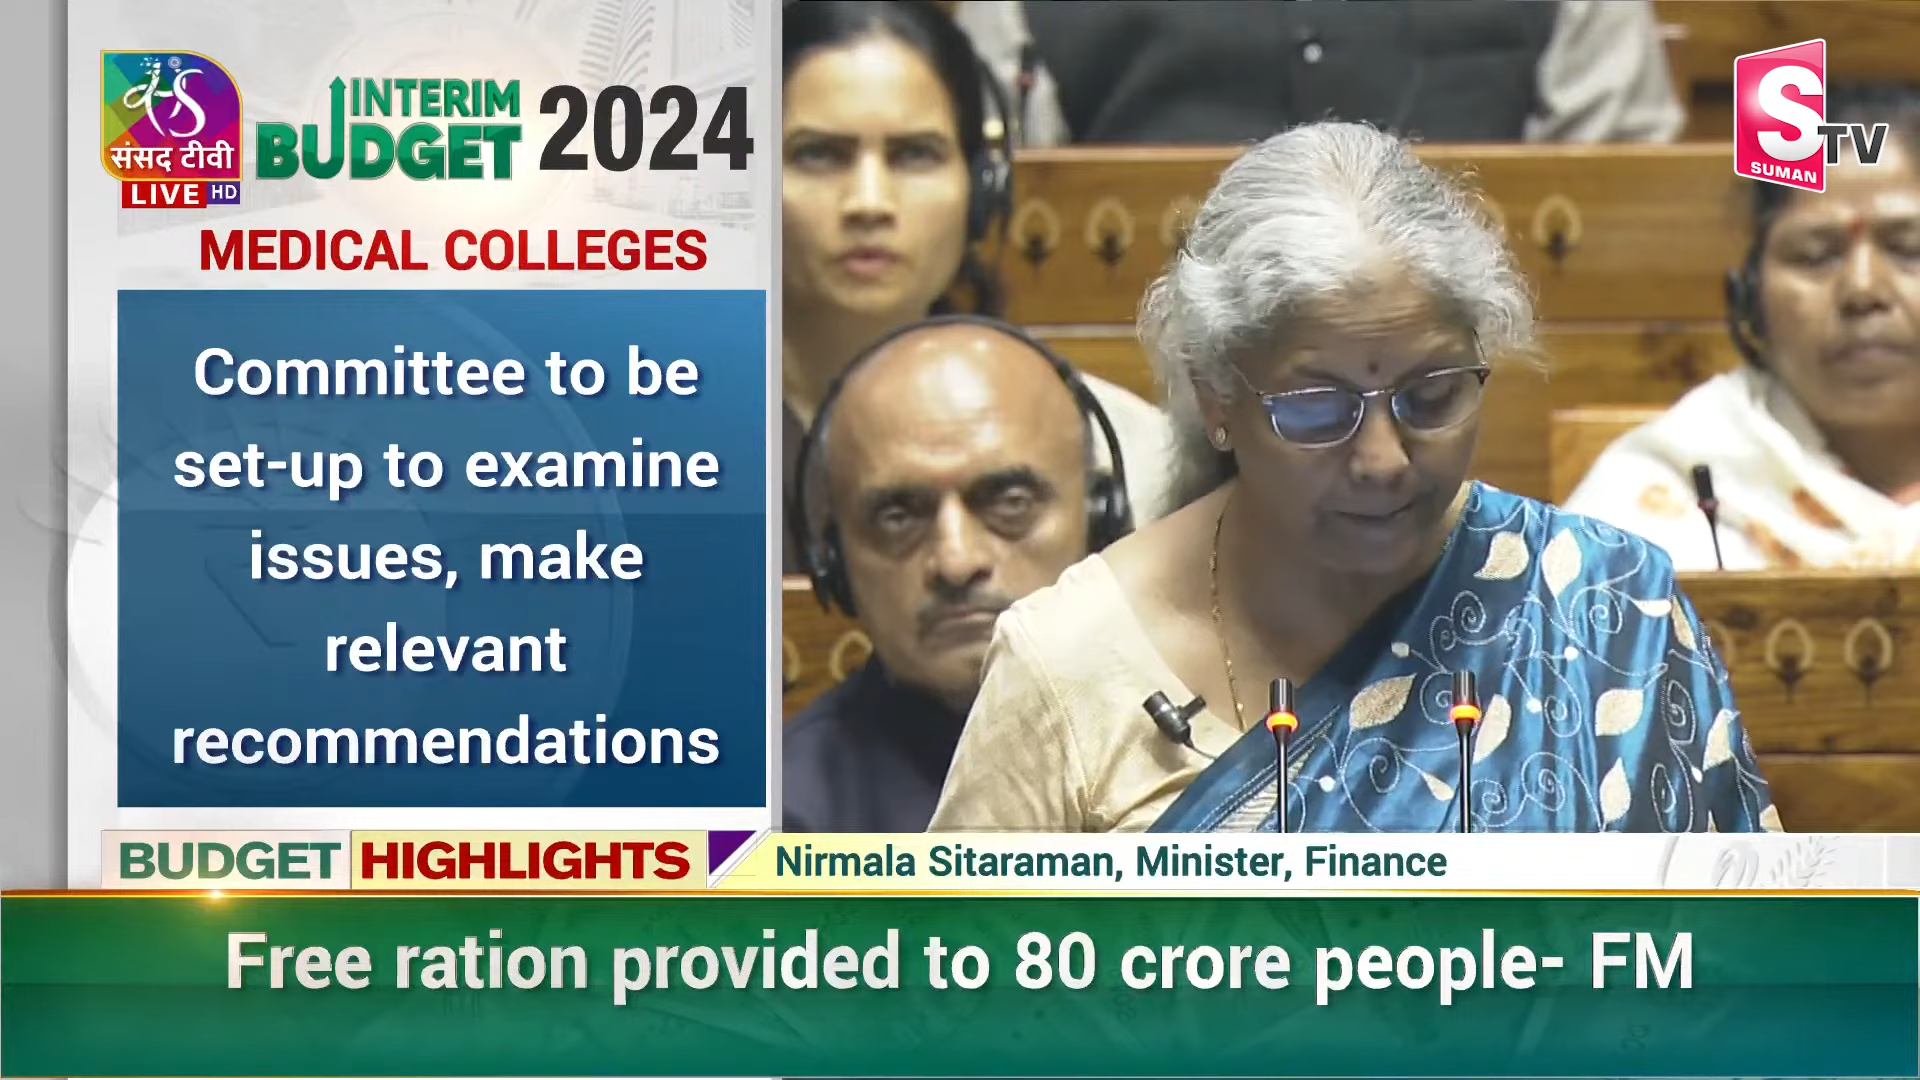 संसद टीवी
LIVE HD
INTERIM
BUDGET 2024
S TV
SUMAN
MEDICAL COLLEGES
Committee to be
set-up to examine
issues, make
relevant
recommendations
BUDGET HIGHLIGHTS
Nirmala Sitaraman, Minister, Finance
Free ration provided to 80 crore people- FM